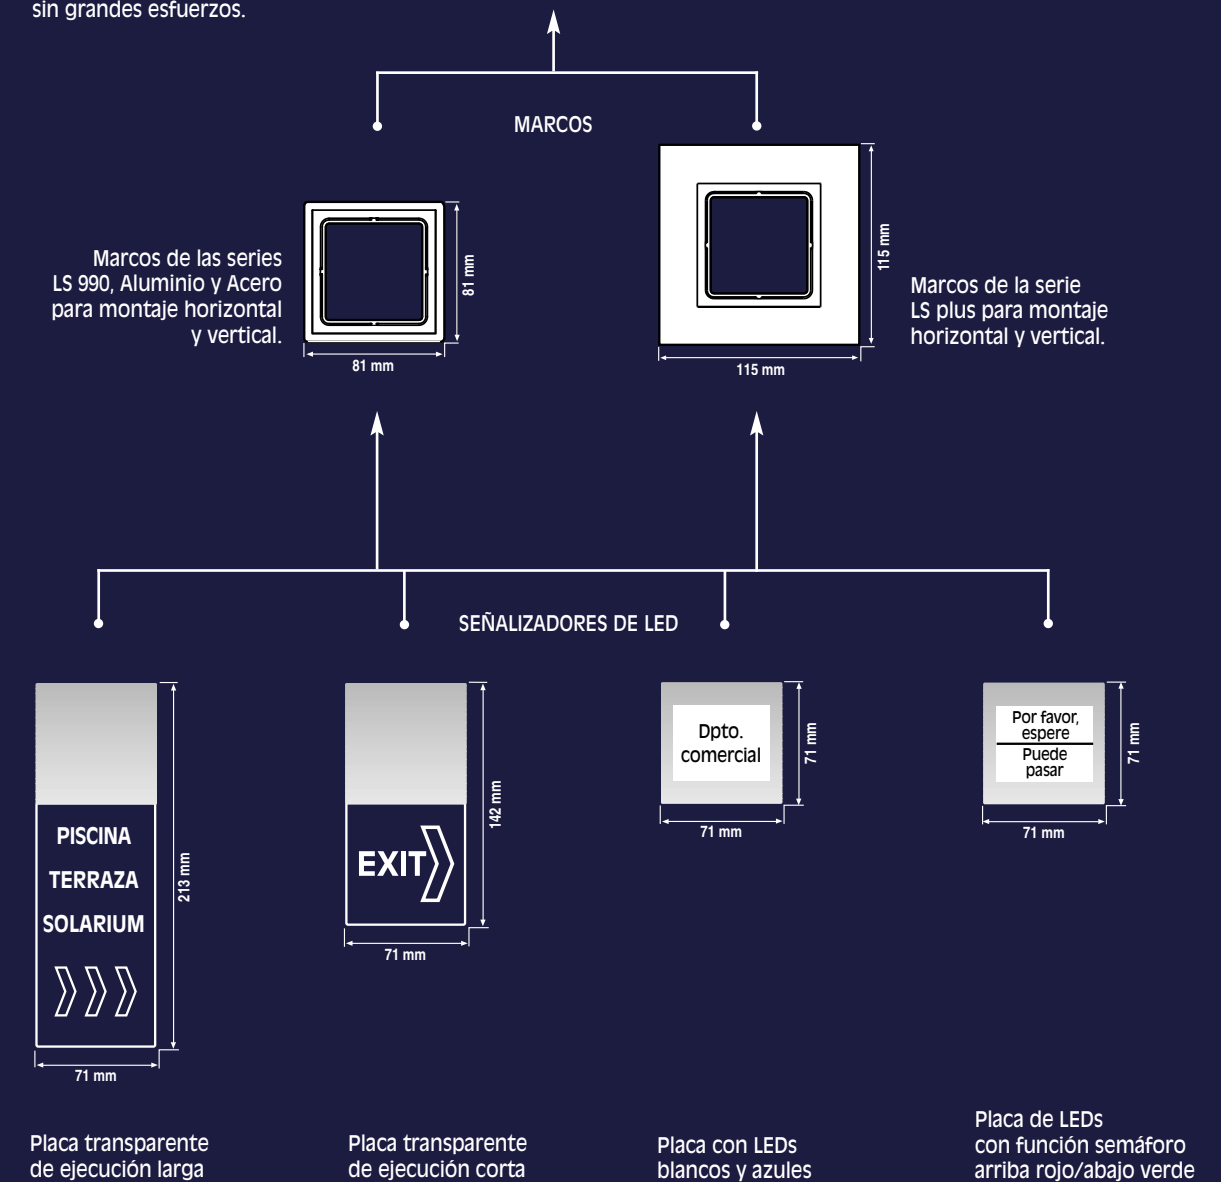 sin grandes esfuerzos.
MARCOS
Marcos de las series
LS 990, Aluminio y Acero
para montaje horizontal
y vertical.
81 mm
81 mm
115 mm
115 mm
Marcos de la serie
LS plus para montaje
horizontal y vertical.
SEÑALIZADORES DE LED
PISCINA
TERRAZA
SOLARIUM
213 mm
71 mm
EXIT
142 mm
71 mm
Dpto.
comercial
71 mm
71 mm
Por favor,
espere
Puede
pasar
71 mm
71 mm
Placa transparente
de ejecución larga
Placa transparente
de ejecución corta
Placa con LEDs
blancos y azules
Placa de LEDs
con función semáforo
arriba rojo/abajo verde